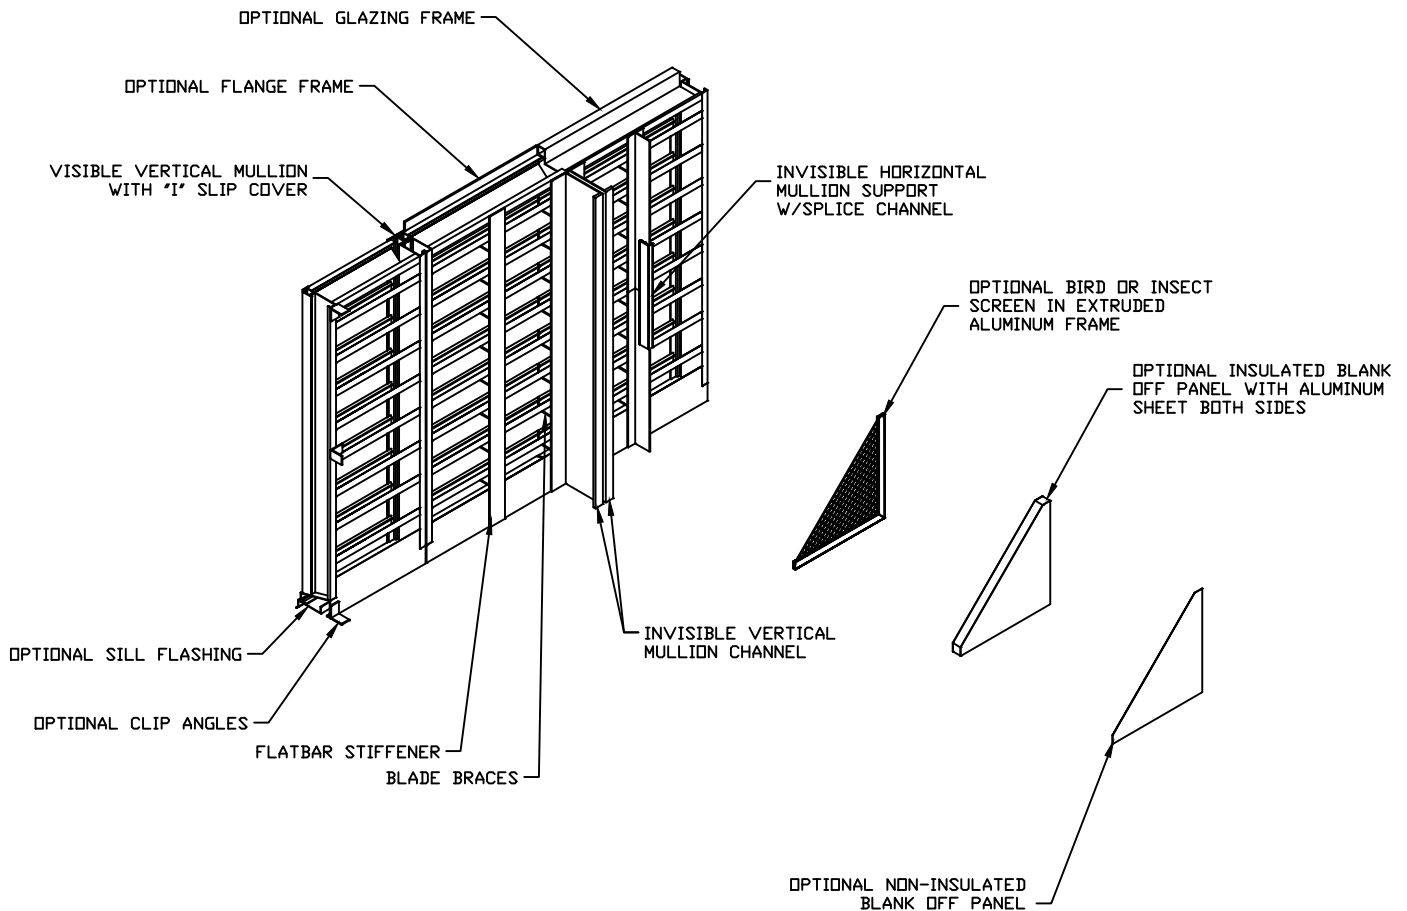 OPTIONAL GLAZING FRAME
OPTIONAL FLANGE FRAME
VISIBLE VERTICAL MULLION
WITH "I" SLIP COVER
INVISIBLE HORIZONTAL
MULLION SUPPORT
W/SPLICE CHANNEL
OPTIONAL BIRD OR INSECT
SCREEN IN EXTRUDED
ALUMINUM FRAME
OPTIONAL INSULATED BLANK
OFF PANEL WITH ALUMINUM
SHEET BOTH SIDES
INVISIBLE VERTICAL
MULLION CHANNEL
OPTIONAL SILL FLASHING
OPTIONAL CLIP ANGLES
FLATBAR STIFFENER
BLADE BRACES
OPTIONAL NON-INSULATED
BLANK OFF PANEL